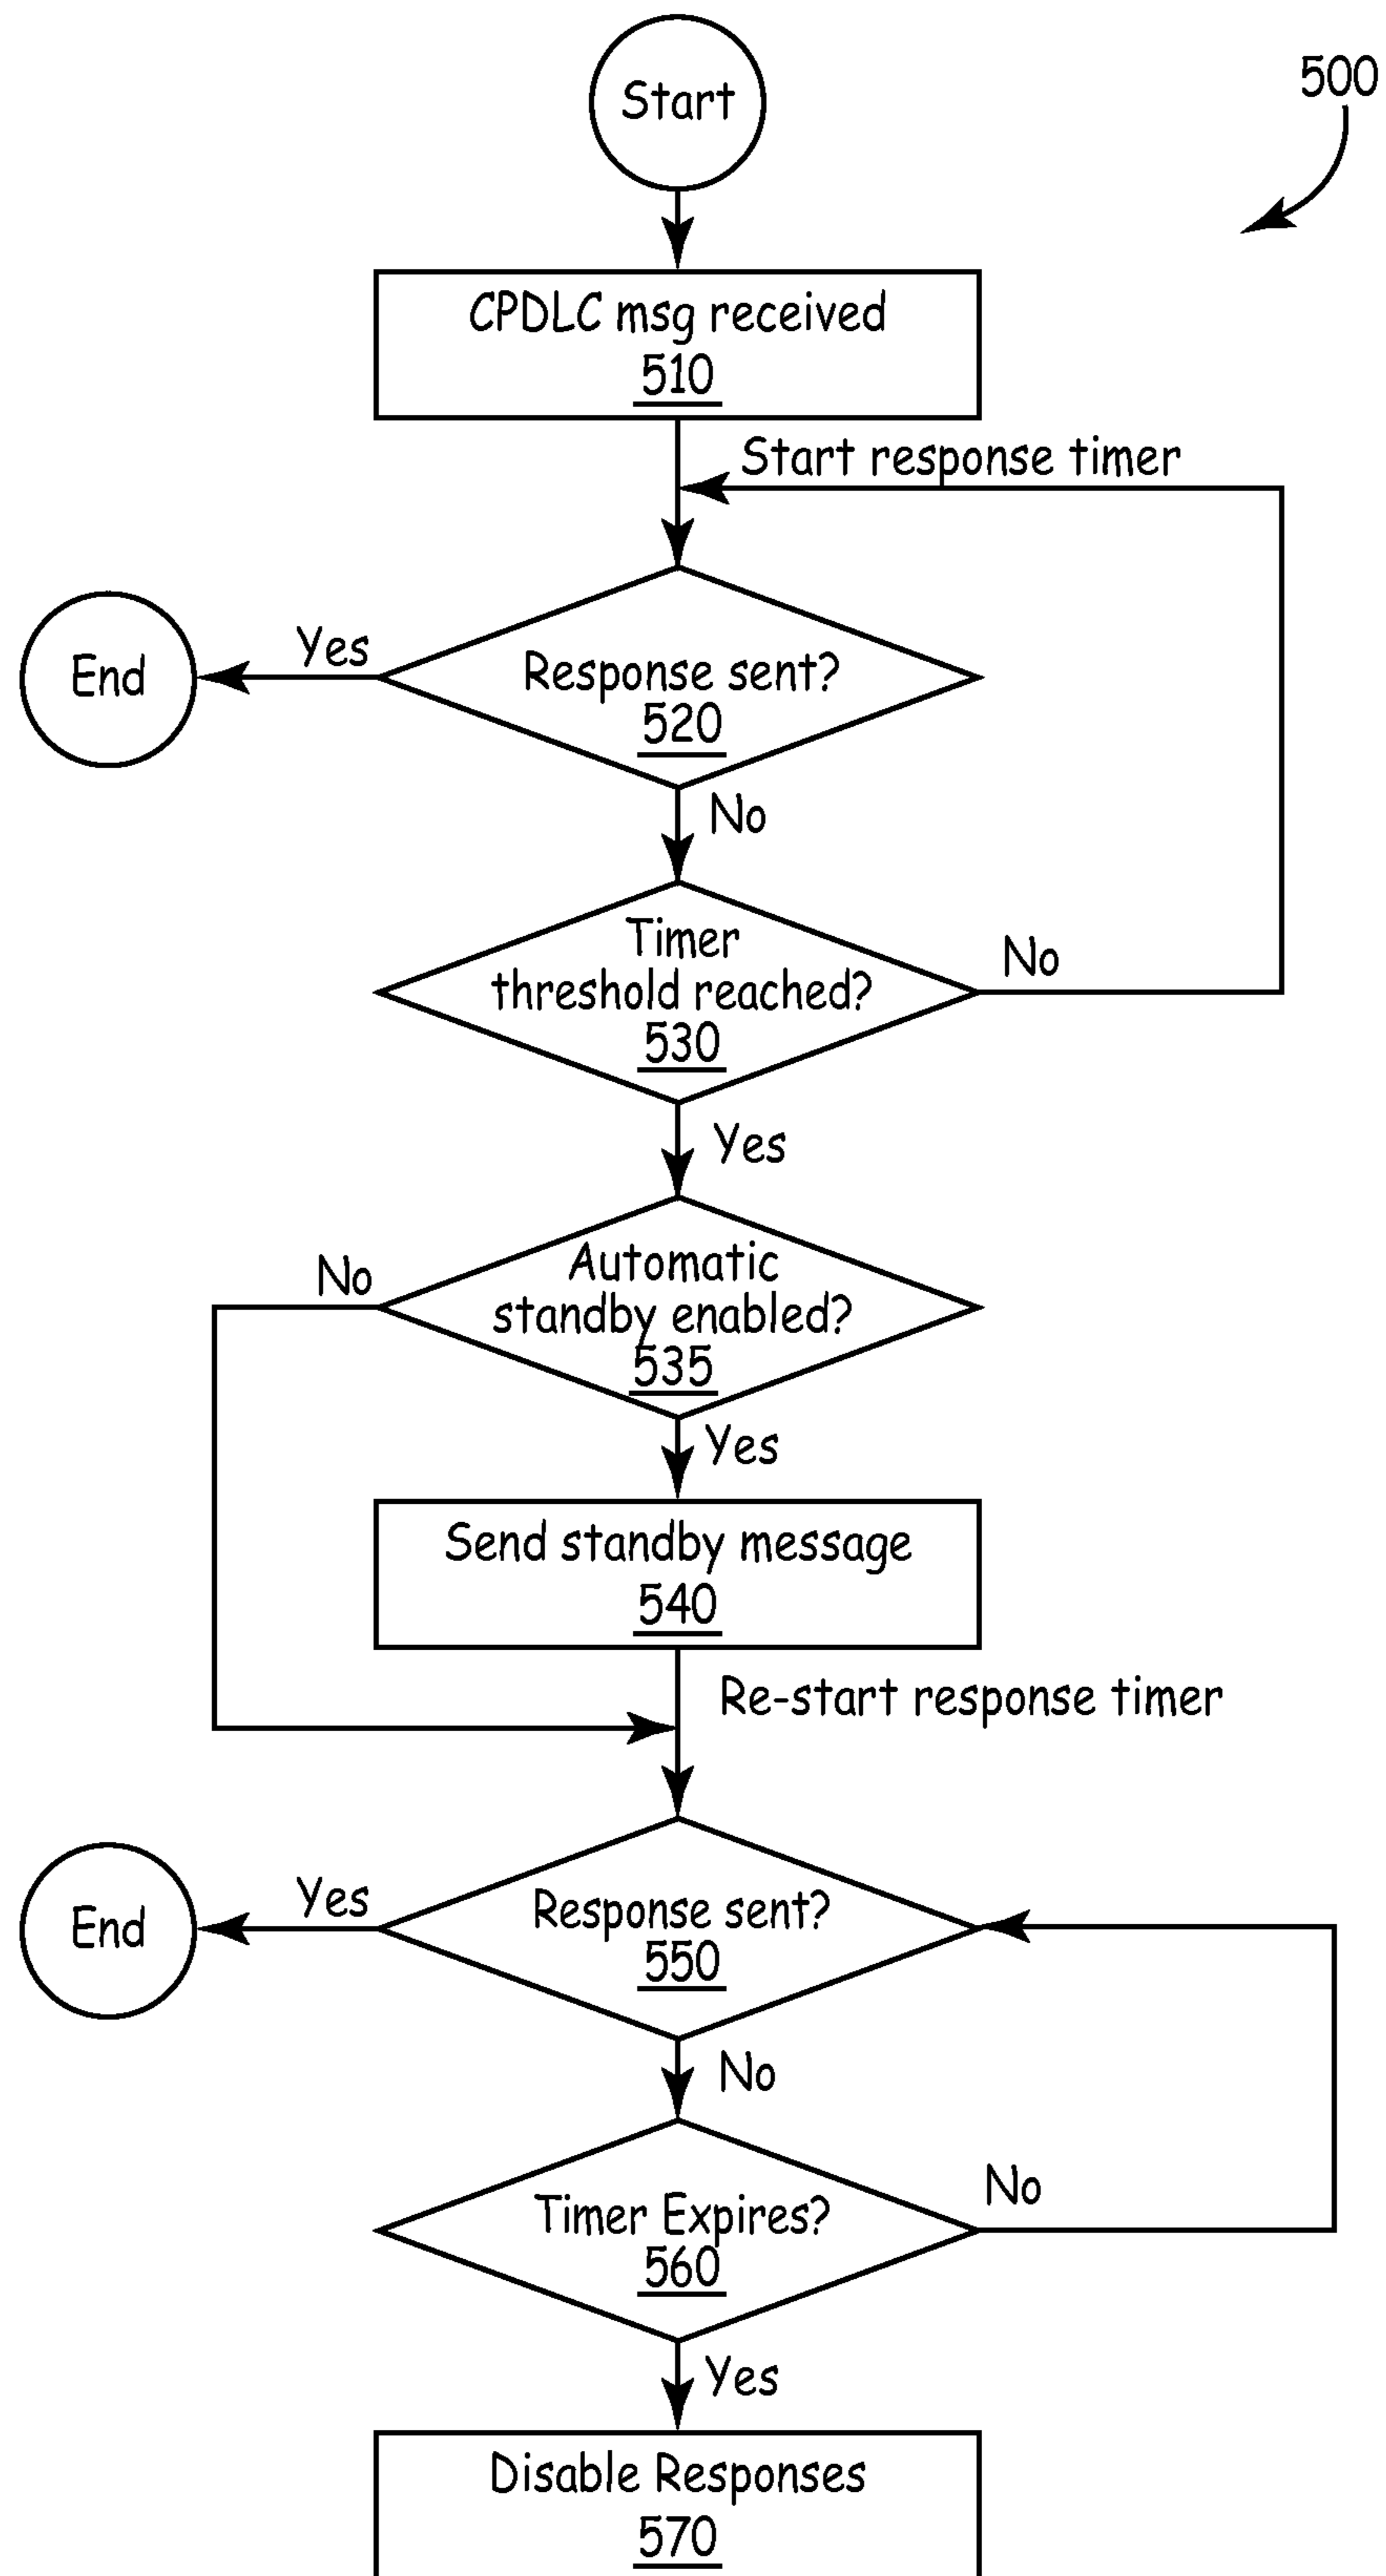 Start
500
CPDLC msg received
510
Start response timer
Yes
End
Response sent?
520
No
Timer
threshold reached?
530
No
Yes
Automatic
standby enabled?
535
No
Yes
Send standby message
540
Re-start response timer
Yes
End
Response sent?
550
No
Timer Expires?
560
No
Yes
Disable Responses
570